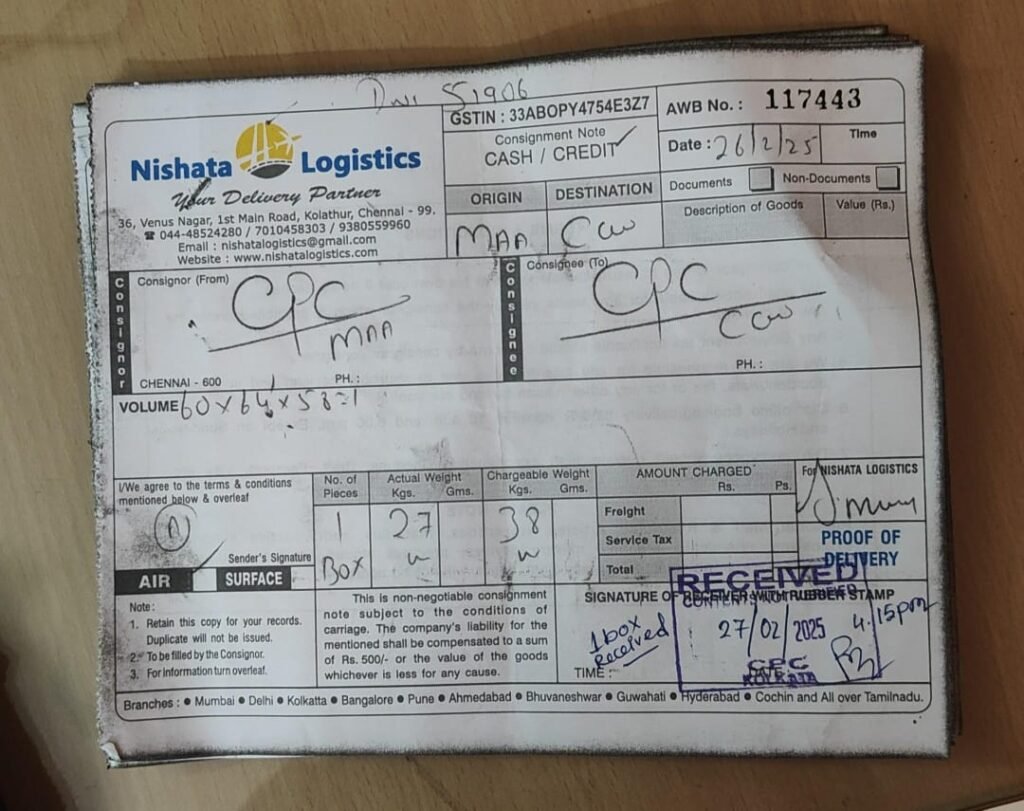 51906
Nishata Logistics
Your Delivery Partner
36, Venus Nagar, 1st Main Road, Kolathur, Chennai - 99.
☎ 044-48524280 / 7010458303 / 9380559960
Email : nishatalogistics@gmail.com
Website : www.nishatalogistics.com
GSTIN : 33ABOPY4754E3Z7
Consignment Note
CASH / CREDIT ✓
ORIGIN DESTINATION
MAA CCU
AWB No. : 117443
Date : 26/2/25 Time
Documents Non-Documents
Description of Goods Value (Rs.)
Consignor
Consignor (From)
CPC
MAA
CHENNAI - 600 PH. :
Consignee
Consignee (To)
CPC
CCU
PH. :
VOLUME 60 x 64 x 58 = 1
I/We agree to the terms & conditions
mentioned below & overleaf
N
Sender's Signature
AIR ✓ SURFACE
No. of Pieces
1
Box
Actual Weight
Kgs. Gms.
27
Chargeable Weight
Kgs. Gms.
38
AMOUNT CHARGED
Rs. Ps.
Freight
Service Tax
Total
For NISHATA LOGISTICS
PROOF OF
DELIVERY
Note :
1. Retain this copy for your records.
Duplicate will not be issued.
2. To be filled by the Consignor.
3. For information turn overleaf.
This is non-negotiable consignment
note subject to the conditions of
carriage. The company's liability for the
mentioned shall be compensated to a sum
of Rs. 500/- or the value of the goods
whichever is less for any cause.
SIGNATURE OF RECEIVER WITH RUBBER STAMP
1 box
Received
TIME :
RECEIVED
27/02/2025 4.15pm
CPC
KOLKATA
Branches : ● Mumbai ● Delhi ● Kolkatta ● Bangalore ● Pune ● Ahmedabad ● Bhuvaneshwar ● Guwahati ● Hyderabad ● Cochin and All over Tamilnadu.